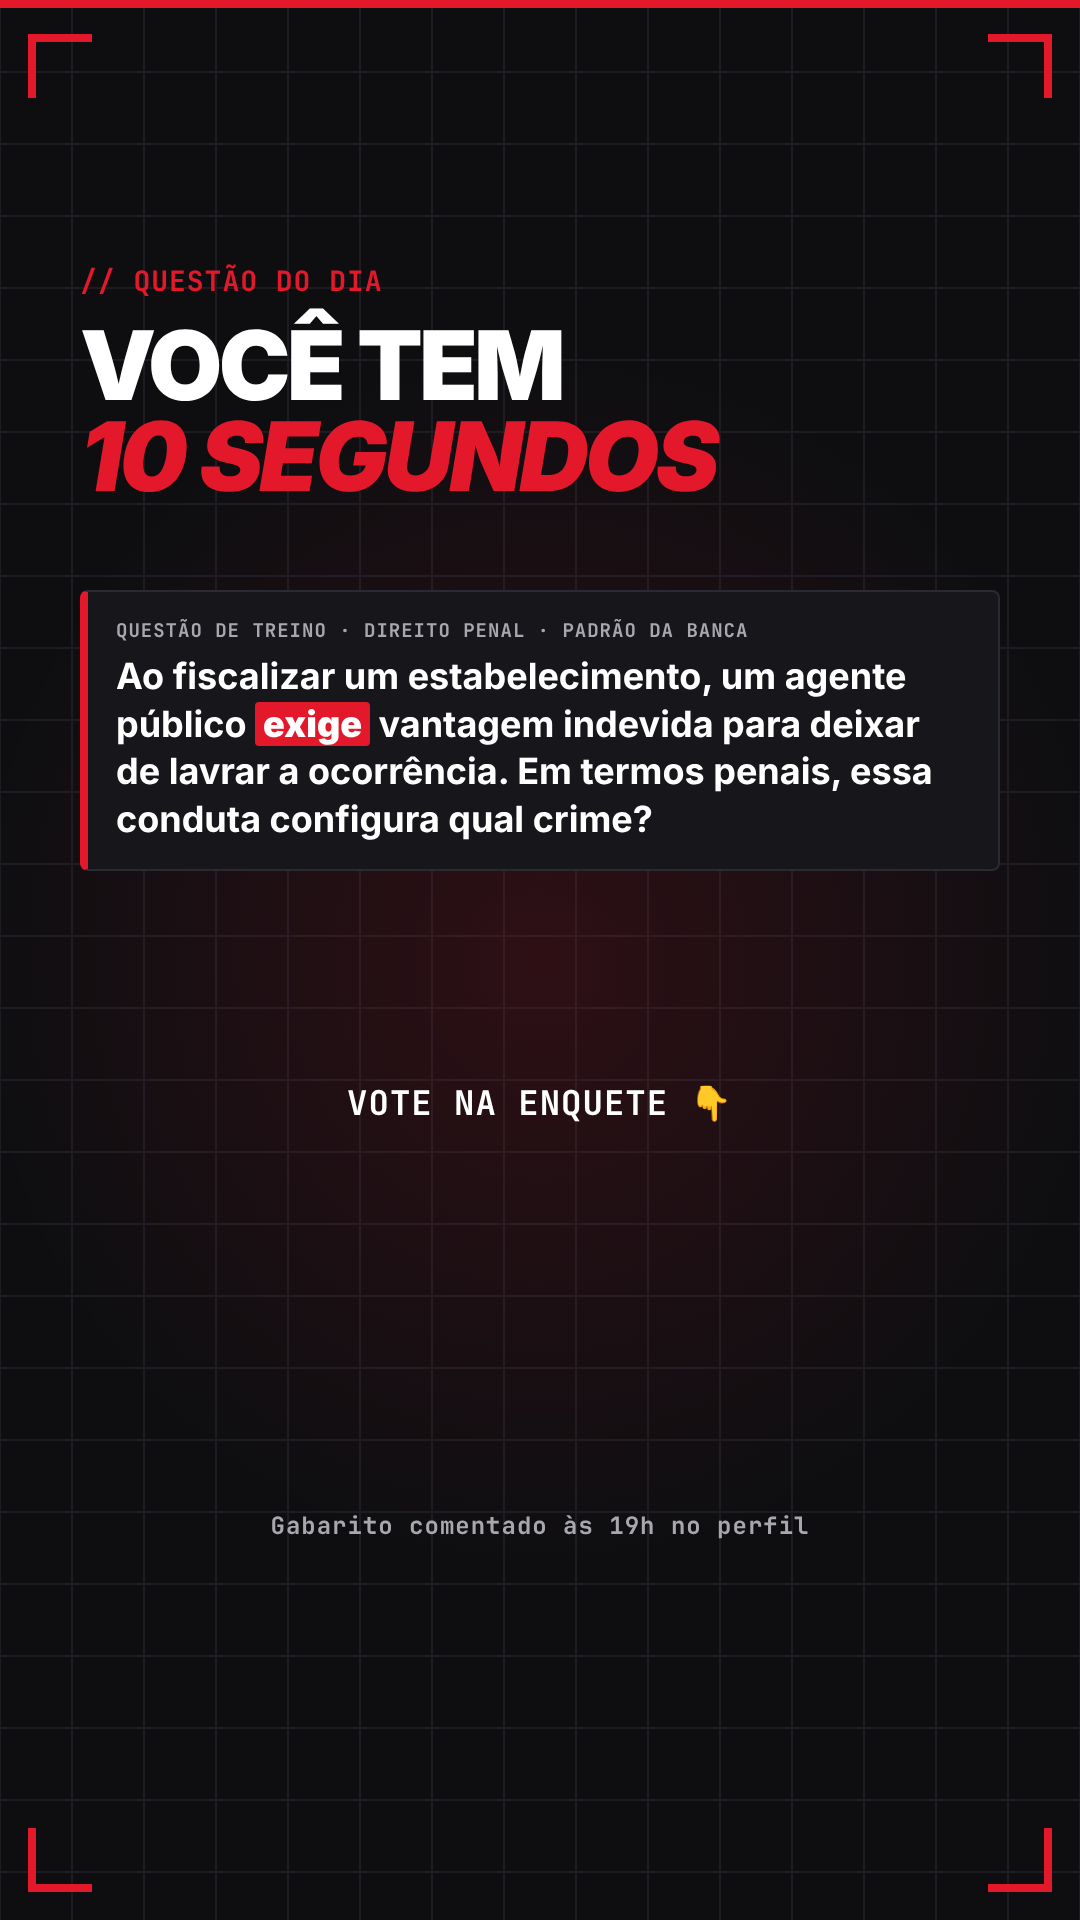 // QUESTÃO DO DIA
VOCÊ TEM
10 SEGUNDOS
QUESTÃO DE TREINO · DIREITO PENAL · PADRÃO DA BANCA
Ao fiscalizar um estabelecimento, um agente
público exige vantagem indevida para deixar
de lavrar a ocorrência. Em termos penais, essa
conduta configura qual crime?
VOTE NA ENQUETE 👇
Gabarito comentado às 19h no perfil